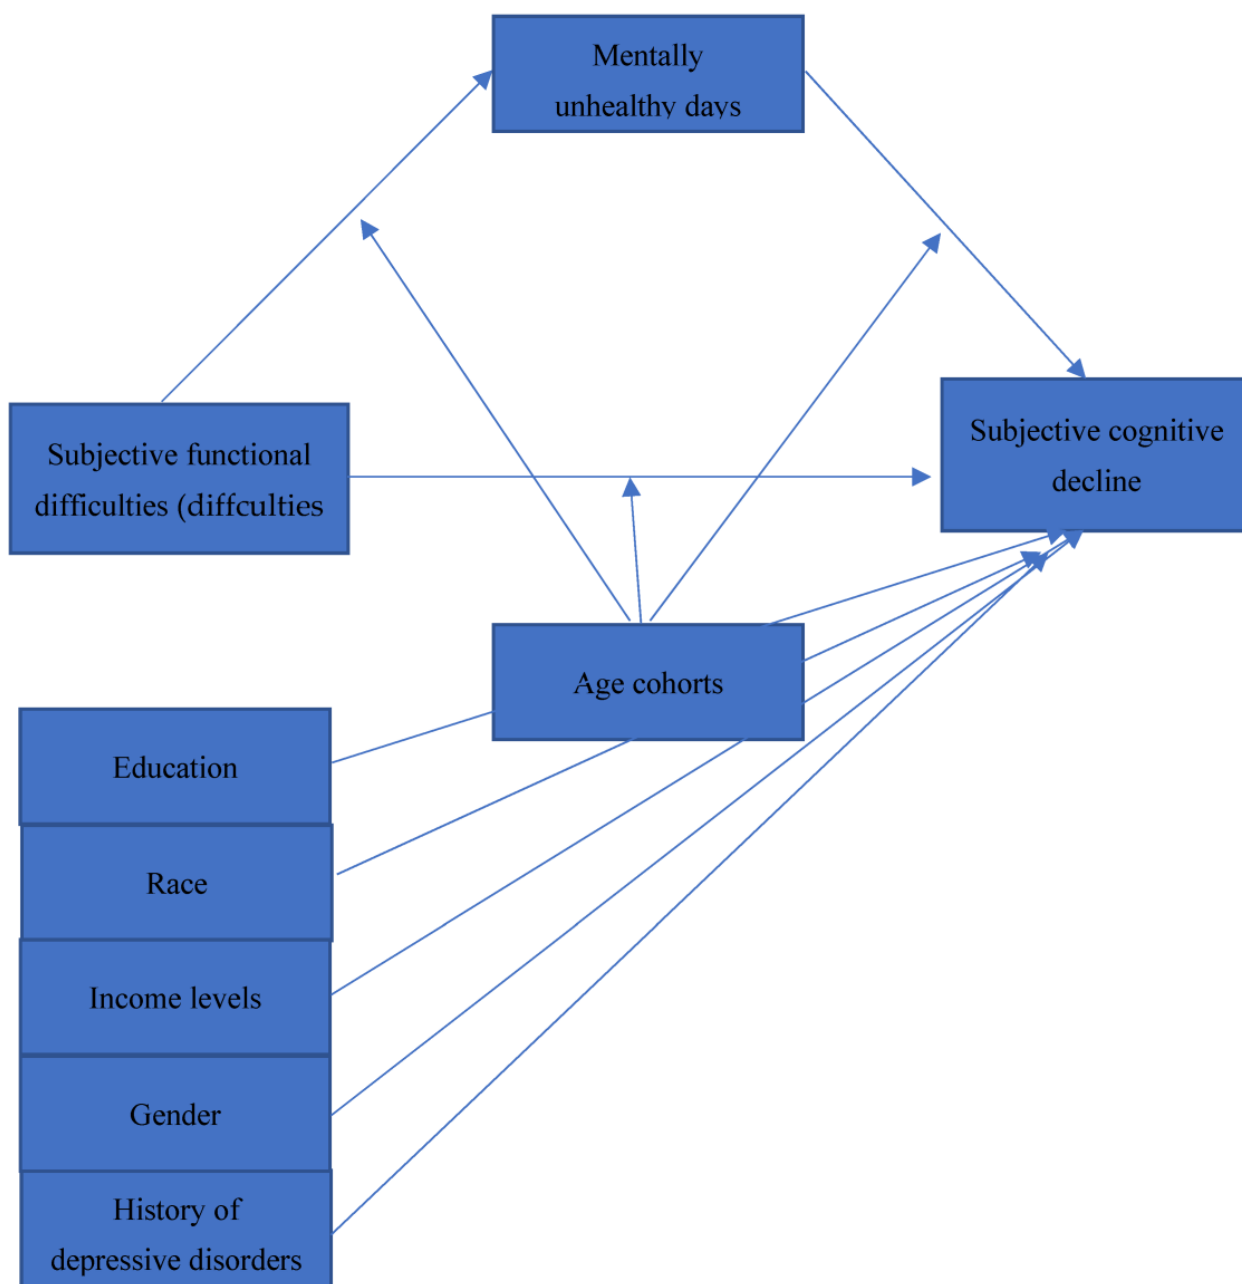 Mentally
unhealthy days
Subjective functional
difficulties (diffculties
Subjective cognitive
decline
Age cohorts
Education
Race
Income levels
Gender
History of
depressive disorders